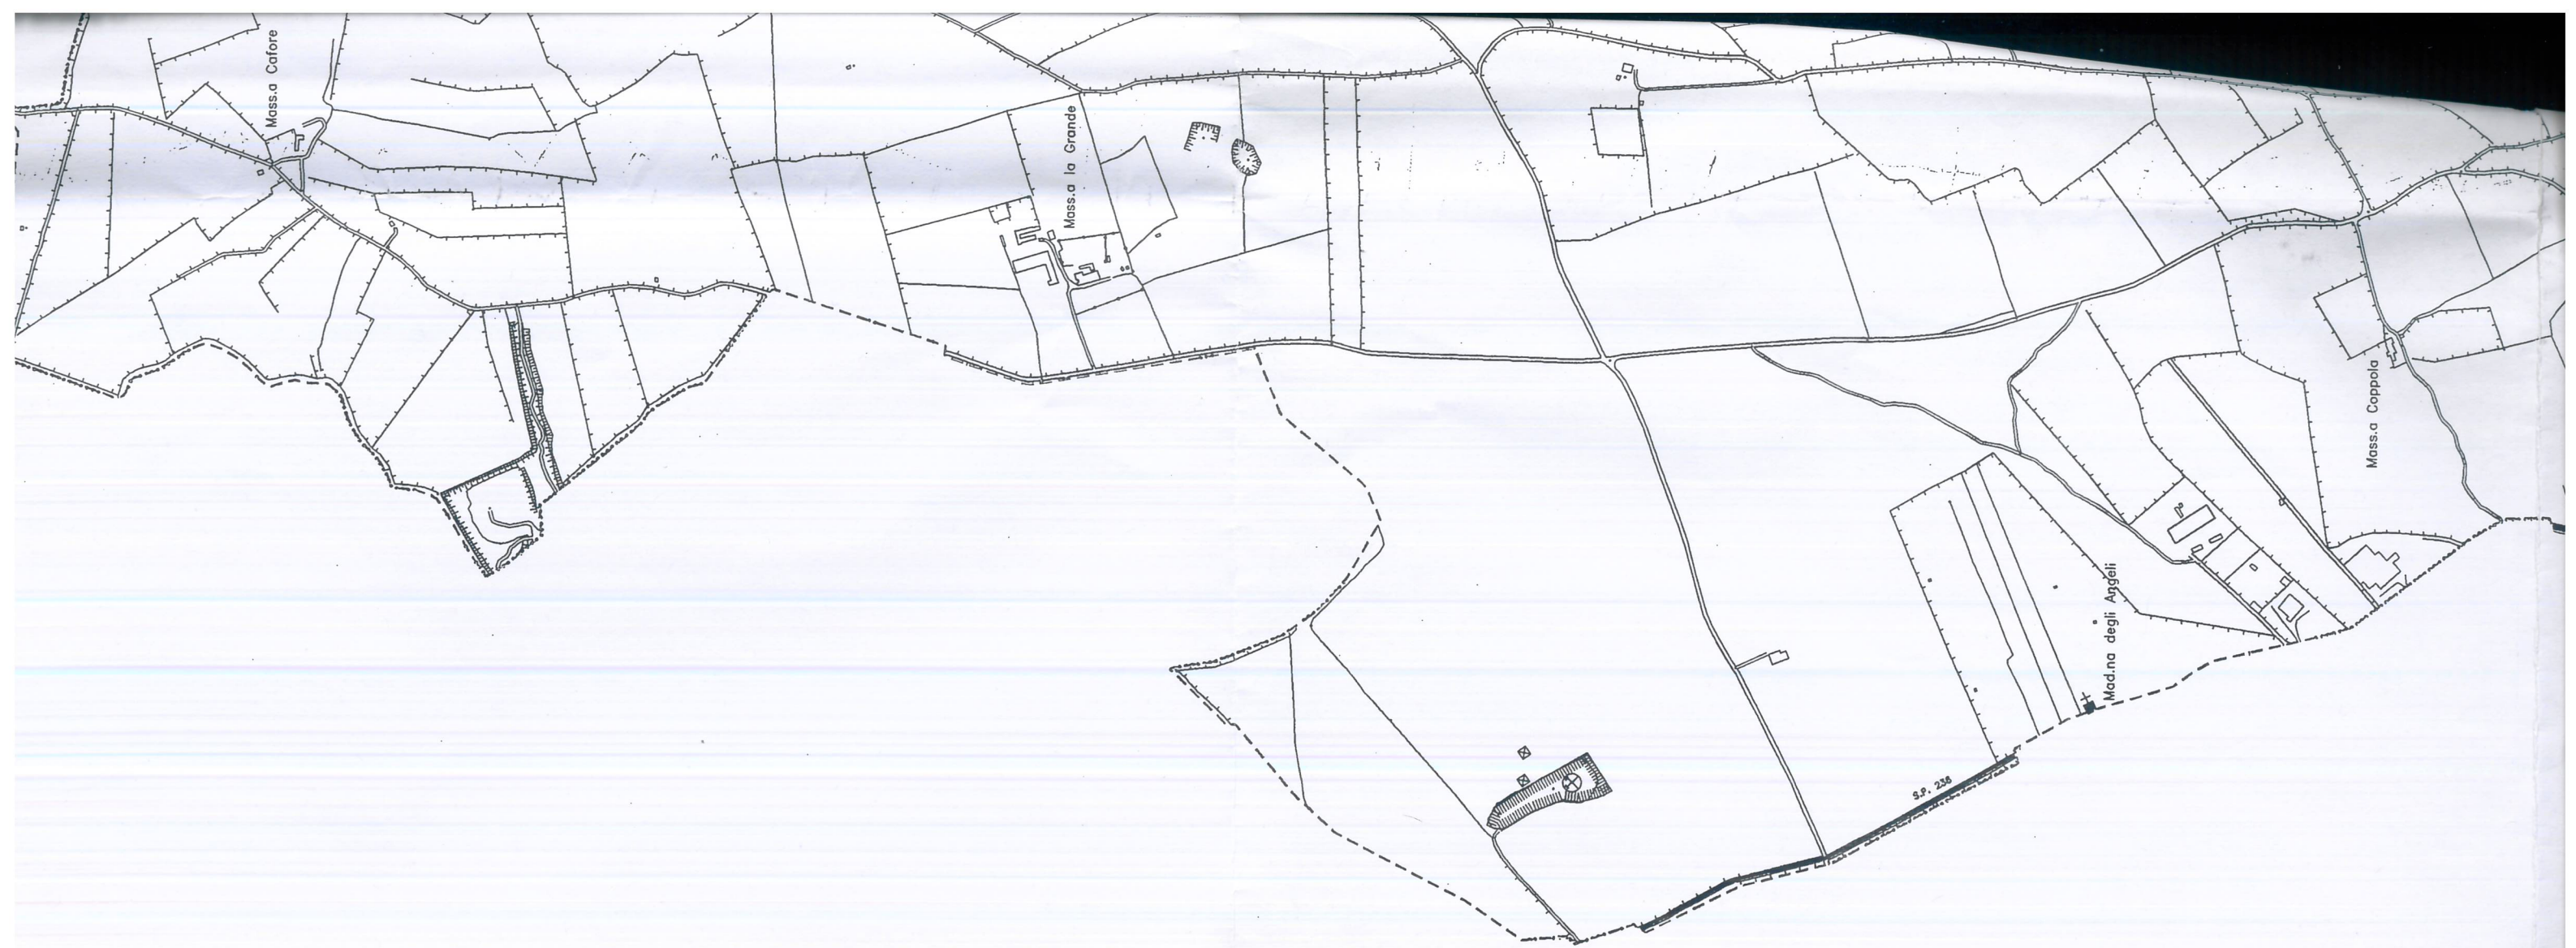 Mass.a Cafore
Mass.a la Grande
Mass.a Coppola
Mad.na degli Angeli
S.P. 236